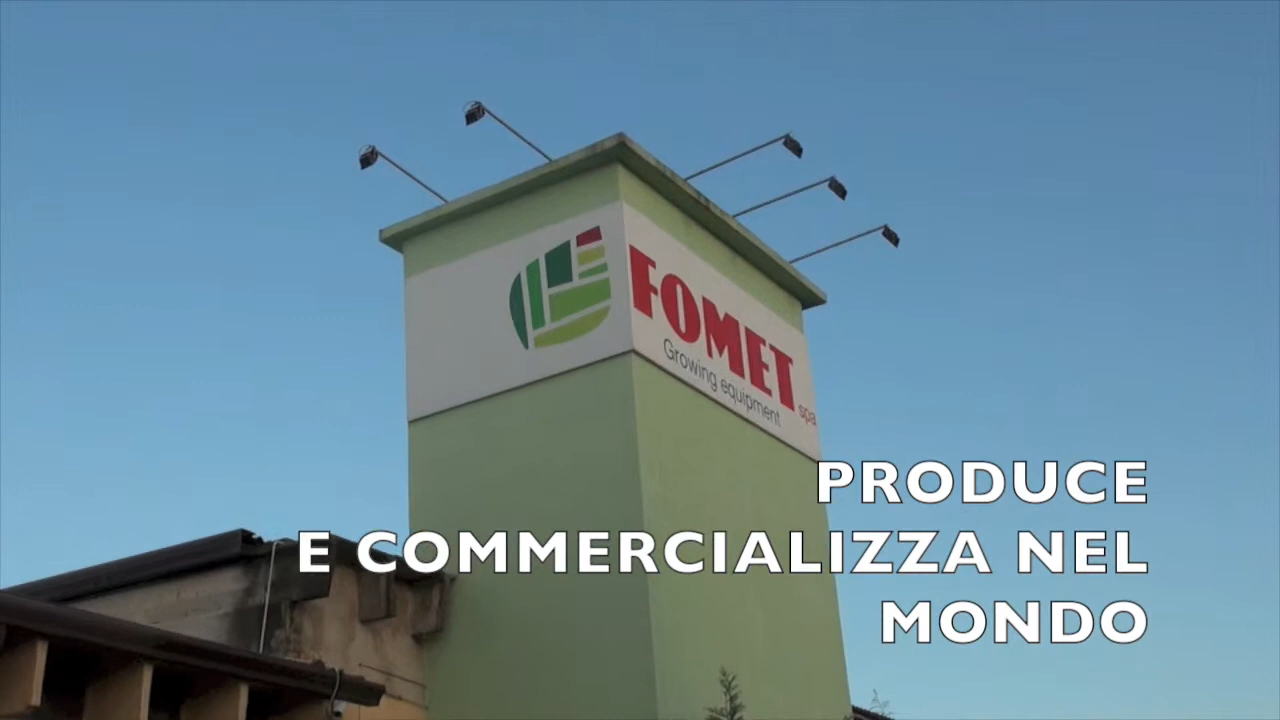 FOMET spa
Growing equipment
PRODUCE
E COMMERCIALIZZA NEL
MONDO